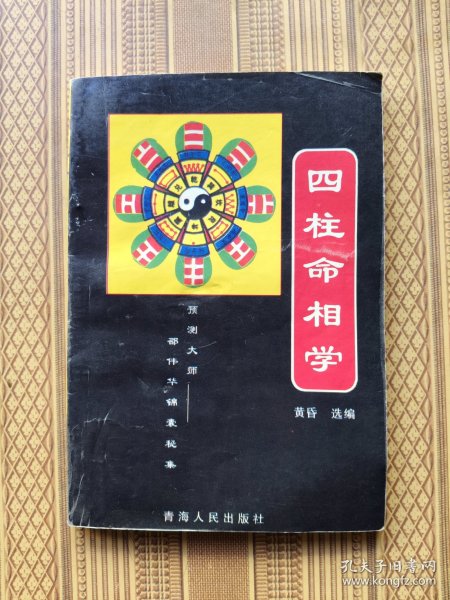 四柱命相学
黄昏 选编
预测大师——
邵伟华锦囊秘集
青海人民出版社
孔夫子旧书网
www.kongfz.com